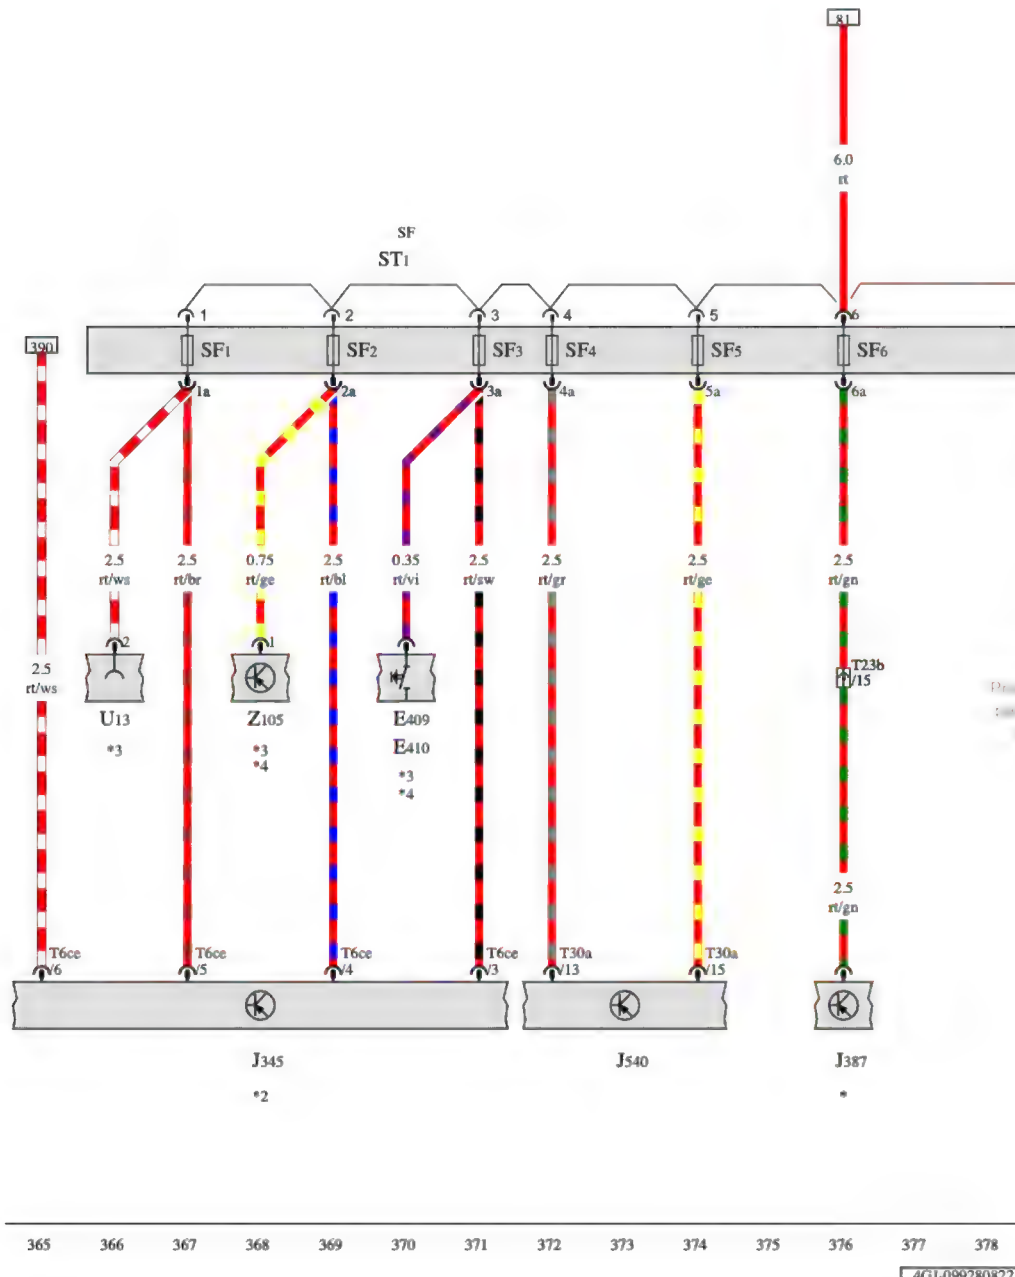 81
6.0
rt
SF
ST1
1 2 3 4 5 6
390
SF1 SF2 SF3 SF4 SF5 SF6
1a 2a 3a 4a 5a 6a
2.5 2.5 0.75 2.5 0.35 2.5 2.5 2.5 2.5
rt/ws rt/br rt/ge rt/bl rt/vi rt/sw rt/gr rt/ge rt/gn
2 1
2.5
rt/ws
T23b
/15
U13 Z105 E409
E410
*3 *3 *3
*4 *4
2.5
rt/gn
T6ce T6ce T6ce T6ce T30a T30a
/6 /5 /4 /3 /13 /15
J345 J540 J387
*2 *
365 366 367 368 369 370 371 372 373 374 375 376 377 378
4G1-099280822